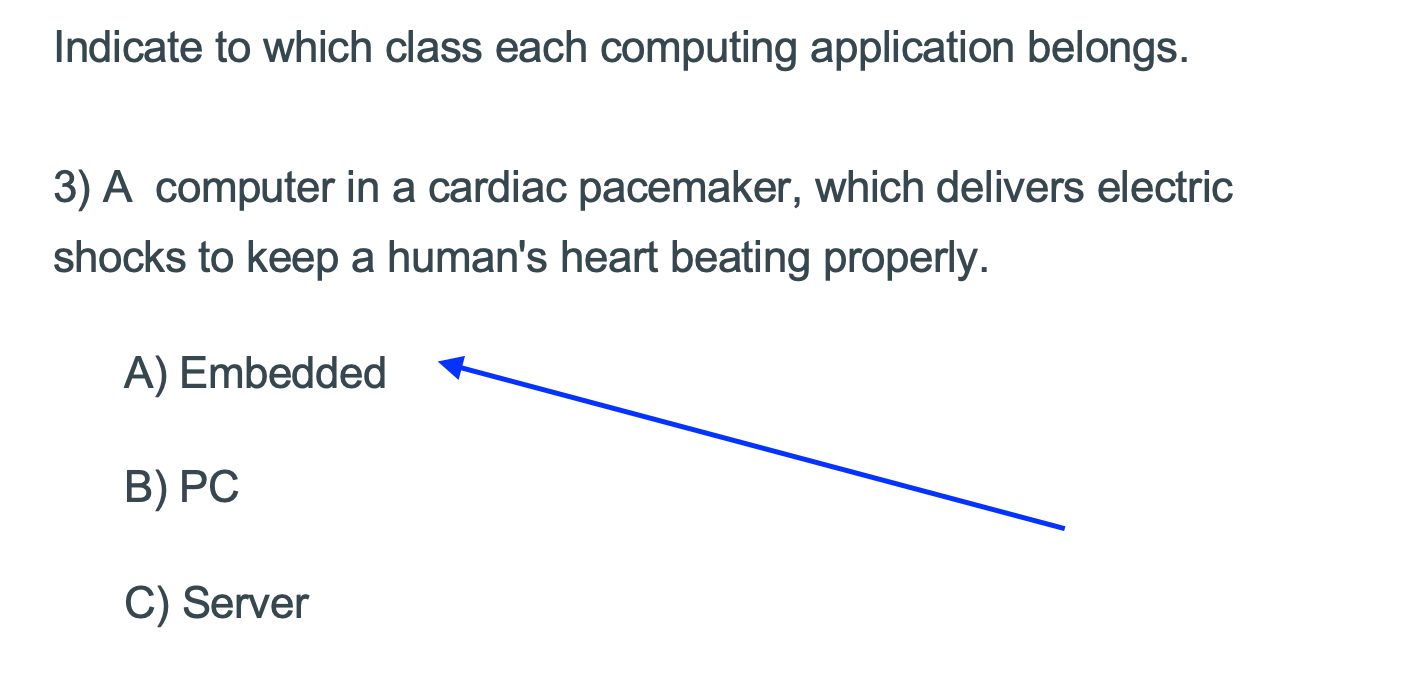 Indicate to which class each computing application belongs.
3) A  computer in a cardiac pacemaker, which delivers electric
shocks to keep a human's heart beating properly.
A) Embedded
B) PC
C) Server